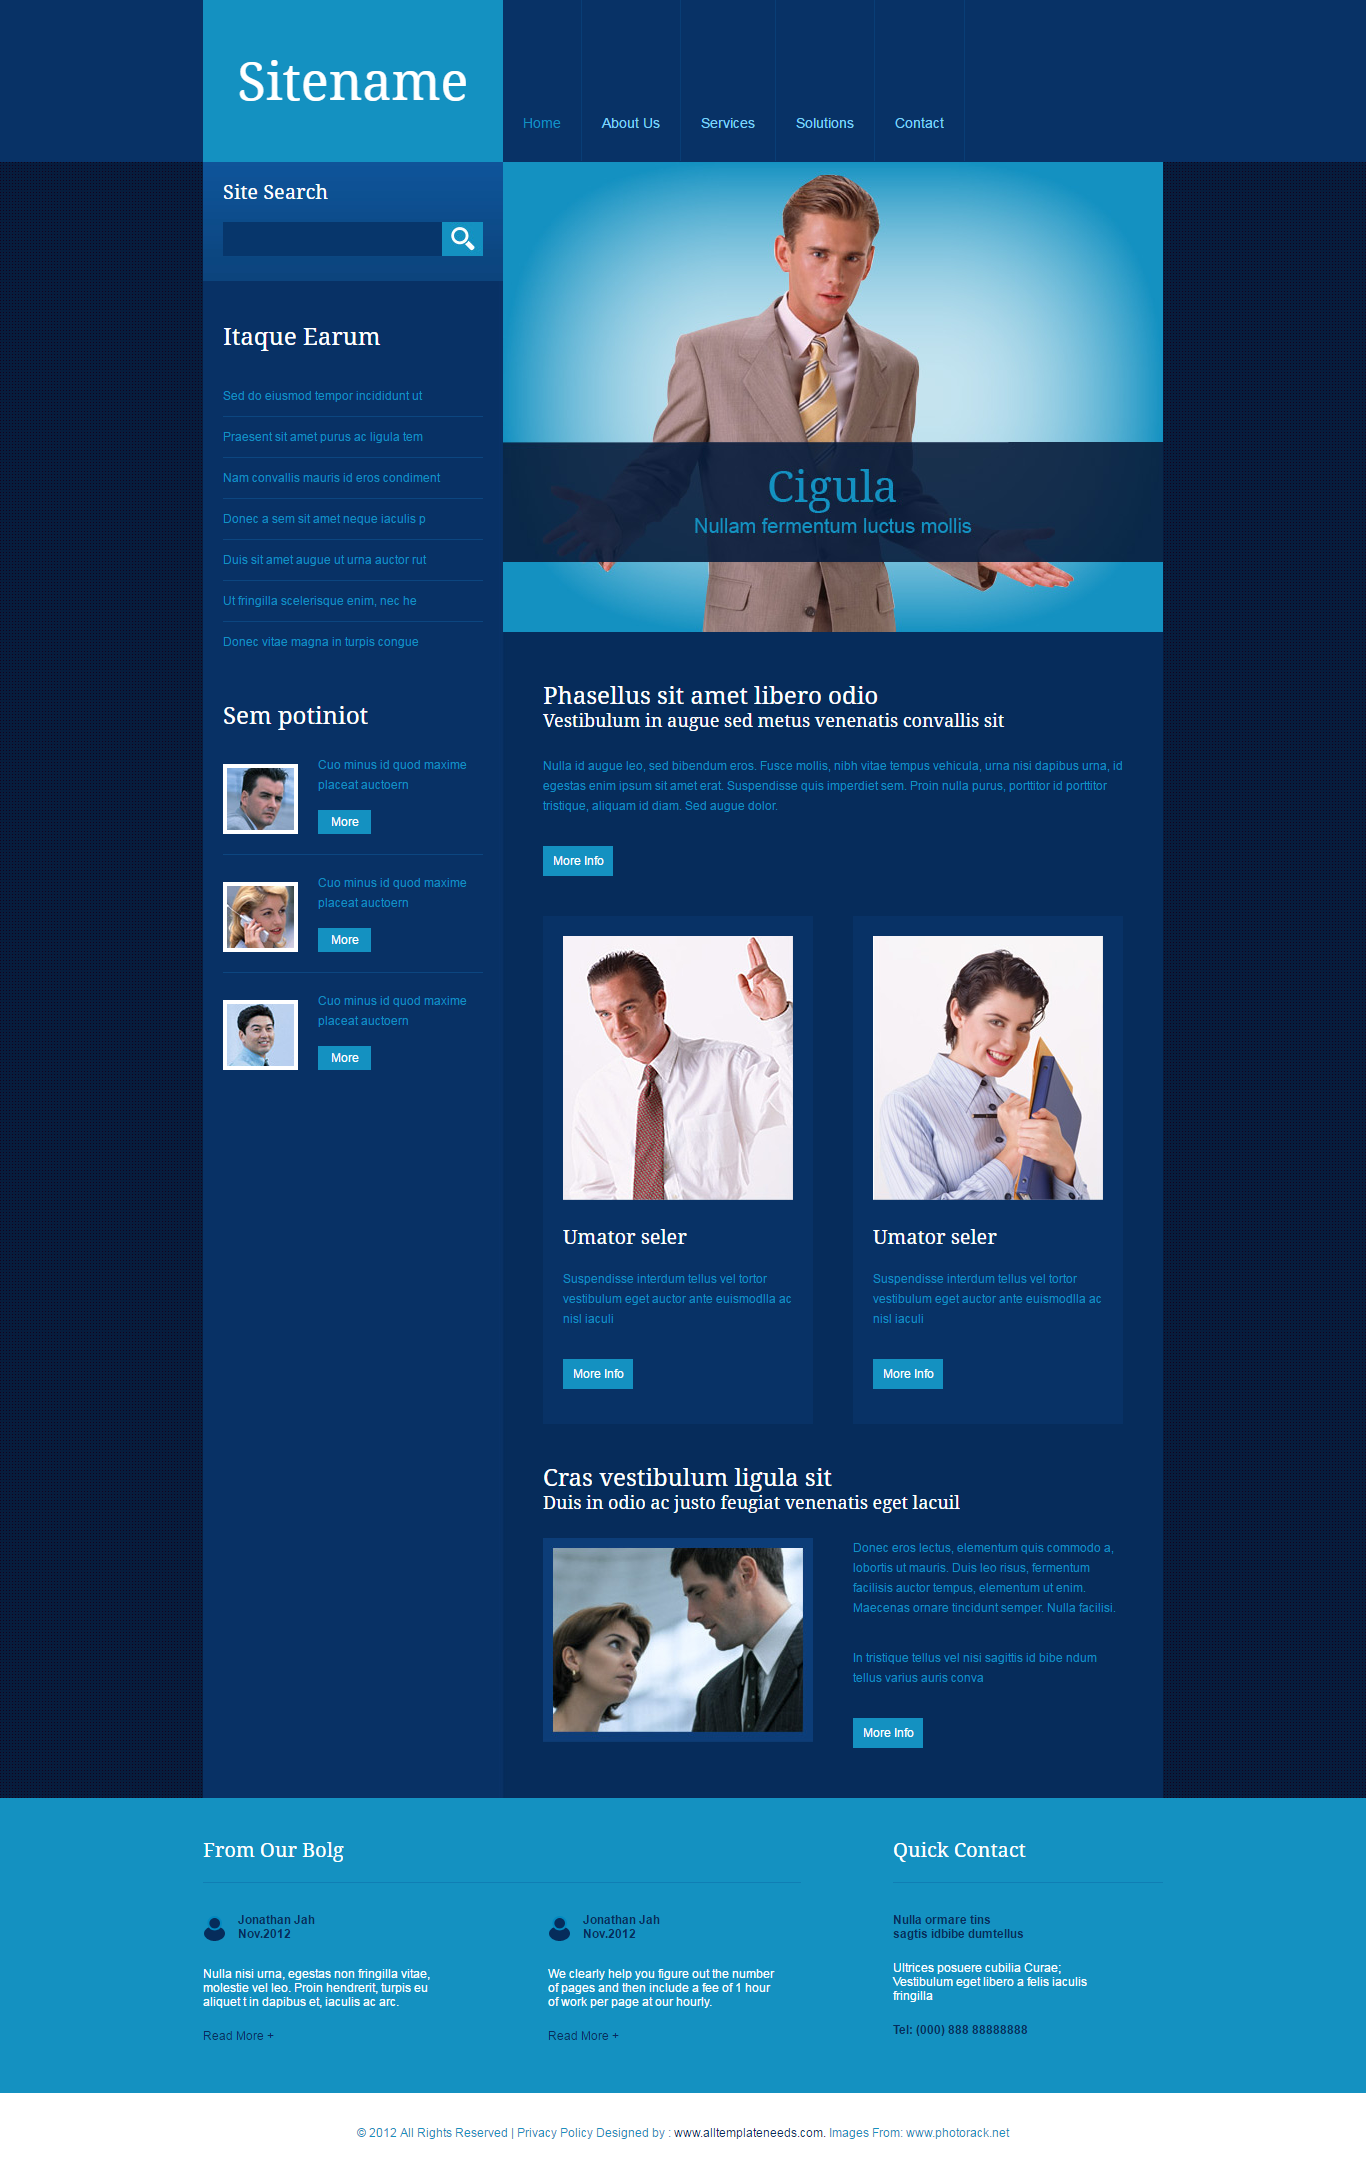 Sitename
Home
About Us
Services
Solutions
Contact
Site Search
Itaque Earum
Sed do eiusmod tempor incididunt ut
Praesent sit amet purus ac ligula tem
Nam convallis mauris id eros condiment
Donec a sem sit amet neque iaculis p
Duis sit amet augue ut urna auctor rut
Ut fringilla scelerisque enim, nec he
Donec vitae magna in turpis congue
Sem potiniot
Cuo minus id quod maxime
placeat auctoern
More
Cuo minus id quod maxime
placeat auctoern
More
Cuo minus id quod maxime
placeat auctoern
More
Cigula
Nullam fermentum luctus mollis
Phasellus sit amet libero odio
Vestibulum in augue sed metus venenatis convallis sit
Nulla id augue leo, sed bibendum eros. Fusce mollis, nibh vitae tempus vehicula, urna nisi dapibus urna, id
egestas enim ipsum sit amet erat. Suspendisse quis imperdiet sem. Proin nulla purus, porttitor id porttitor
tristique, aliquam id diam. Sed augue dolor.
More Info
Umator seler
Suspendisse interdum tellus vel tortor
vestibulum eget auctor ante euismodlla ac
nisl iaculi
More Info
Umator seler
Suspendisse interdum tellus vel tortor
vestibulum eget auctor ante euismodlla ac
nisl iaculi
More Info
Cras vestibulum ligula sit
Duis in odio ac justo feugiat venenatis eget lacuil
Donec eros lectus, elementum quis commodo a,
lobortis ut mauris. Duis leo risus, fermentum
facilisis auctor tempus, elementum ut enim.
Maecenas ornare tincidunt semper. Nulla facilisi.
In tristique tellus vel nisi sagittis id bibe ndum
tellus varius auris conva
More Info
From Our Bolg
Jonathan Jah
Nov.2012
Nulla nisi urna, egestas non fringilla vitae,
molestie vel leo. Proin hendrerit, turpis eu
aliquet t in dapibus et, iaculis ac arc.
Read More +
Jonathan Jah
Nov.2012
We clearly help you figure out the number
of pages and then include a fee of 1 hour
of work per page at our hourly.
Read More +
Quick Contact
Nulla ormare tins
sagtis idbibe dumtellus
Ultrices posuere cubilia Curae;
Vestibulum eget libero a felis iaculis
fringilla
Tel: (000) 888 88888888
© 2012 All Rights Reserved | Privacy Policy Designed by : www.alltemplateneeds.com. Images From: www.photorack.net